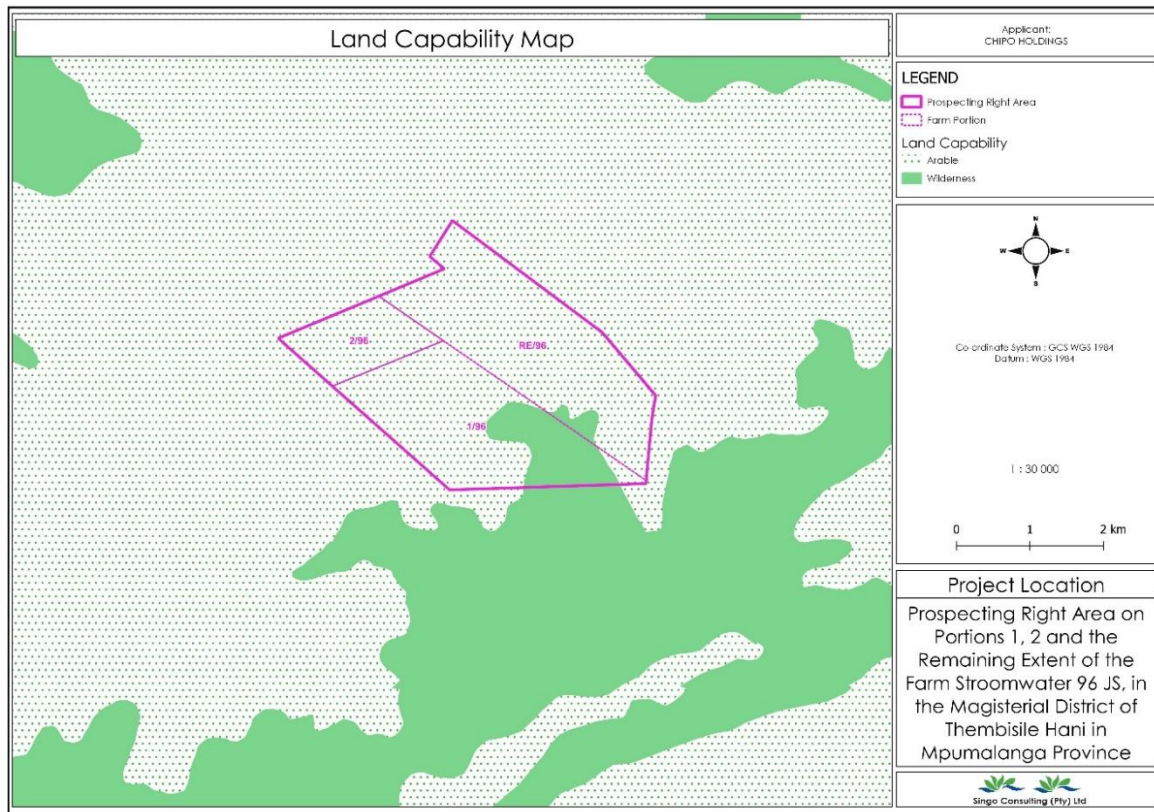 Land Capability Map
Applicant:
CHIPO HOLDINGS
LEGEND
Prospecting Right Area
Farm Portion
Land Capability
Arable
Wilderness
N
W E
S
Co-ordinate System : GCS WGS 1984
Datum : WGS 1984
1 : 30 000
0 1 2 km
Project Location
Prospecting Right Area on
Portions 1, 2 and the
Remaining Extent of the
Farm Stroomwater 96 JS, in
the Magisterial District of
Thembisile Hani in
Mpumalanga Province
Singo Consulting (Pty) Ltd
2/96
RE/96
1/96